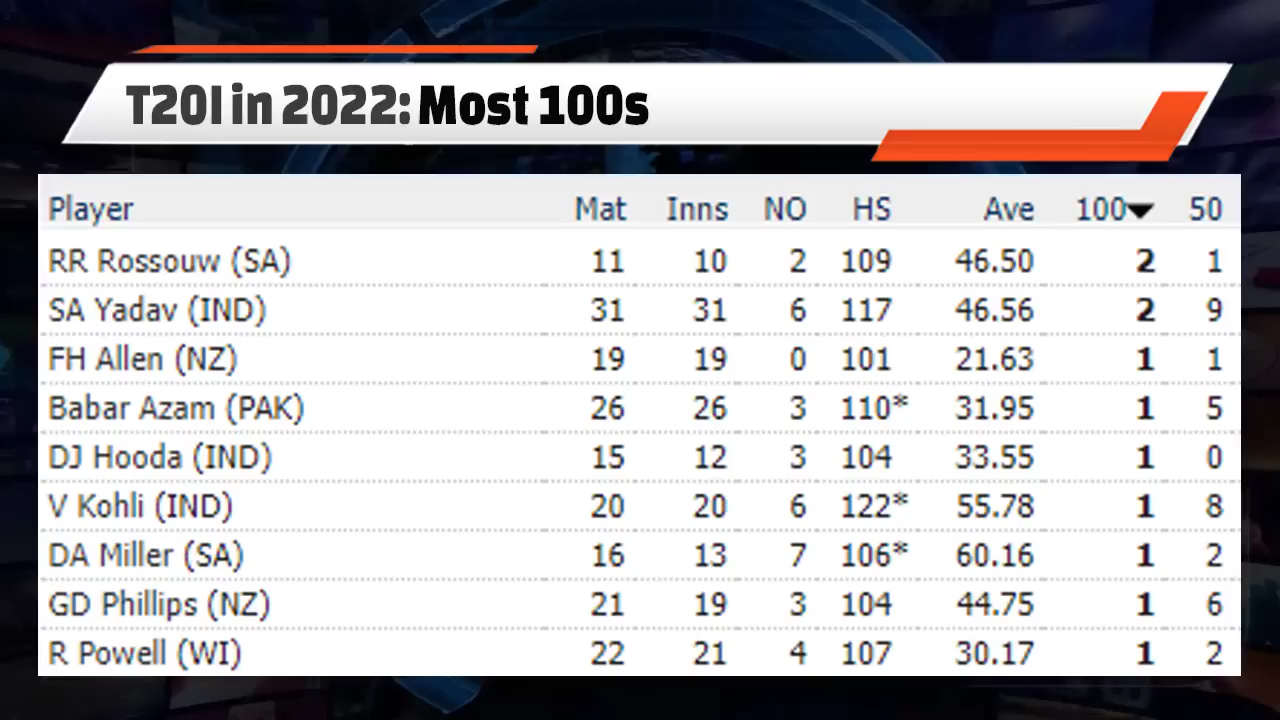 T20I in 2022: Most 100s
Player Mat Inns NO HS Ave 100 50
RR Rossouw (SA) 11 10 2 109 46.50 2 1
SA Yadav (IND) 31 31 6 117 46.56 2 9
FH Allen (NZ) 19 19 0 101 21.63 1 1
Babar Azam (PAK) 26 26 3 110* 31.95 1 5
DJ Hooda (IND) 15 12 3 104 33.55 1 0
V Kohli (IND) 20 20 6 122* 55.78 1 8
DA Miller (SA) 16 13 7 106* 60.16 1 2
GD Phillips (NZ) 21 19 3 104 44.75 1 6
R Powell (WI) 22 21 4 107 30.17 1 2